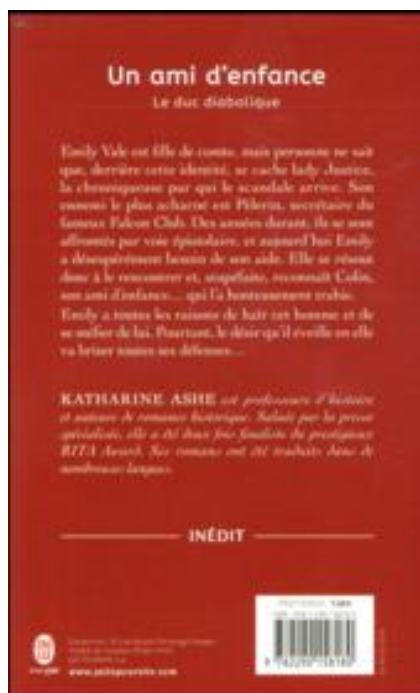 Un ami d'enfance
Le duc diabolique
Emily Vale est fille de comte, mais personne ne sait
que, derrière cette identité, se cache lady Justice,
la chroniqueuse par qui le scandale arrive. Son
ennemi le plus acharné est Pèlerin, secrétaire du
fameux Falcon Club. Des années durant, ils se sont
affrontés par voie épistolaire, et aujourd'hui Emily
a désespérément besoin de son aide. Elle se résout
donc à le rencontrer et, stupéfaite, reconnaît Colin,
son ami d'enfance... qui l'a honteusement trahie.
Emily a toutes les raisons de haïr cet homme et de
se méfier de lui. Pourtant, le désir qu'il éveille en elle
va briser toutes ses défenses...
KATHARINE ASHE est professeure d'histoire
et auteure de romance historique. Saluée par la presse
spécialisée, elle a été deux fois finaliste du prestigieux
RITA Award. Ses romans ont été traduits dans de
nombreuses langues.
INÉDIT
www.jailupourelle.com